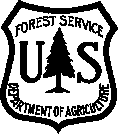 FOREST SERVICE
U S
DEPARTMENT OF AGRICULTURE